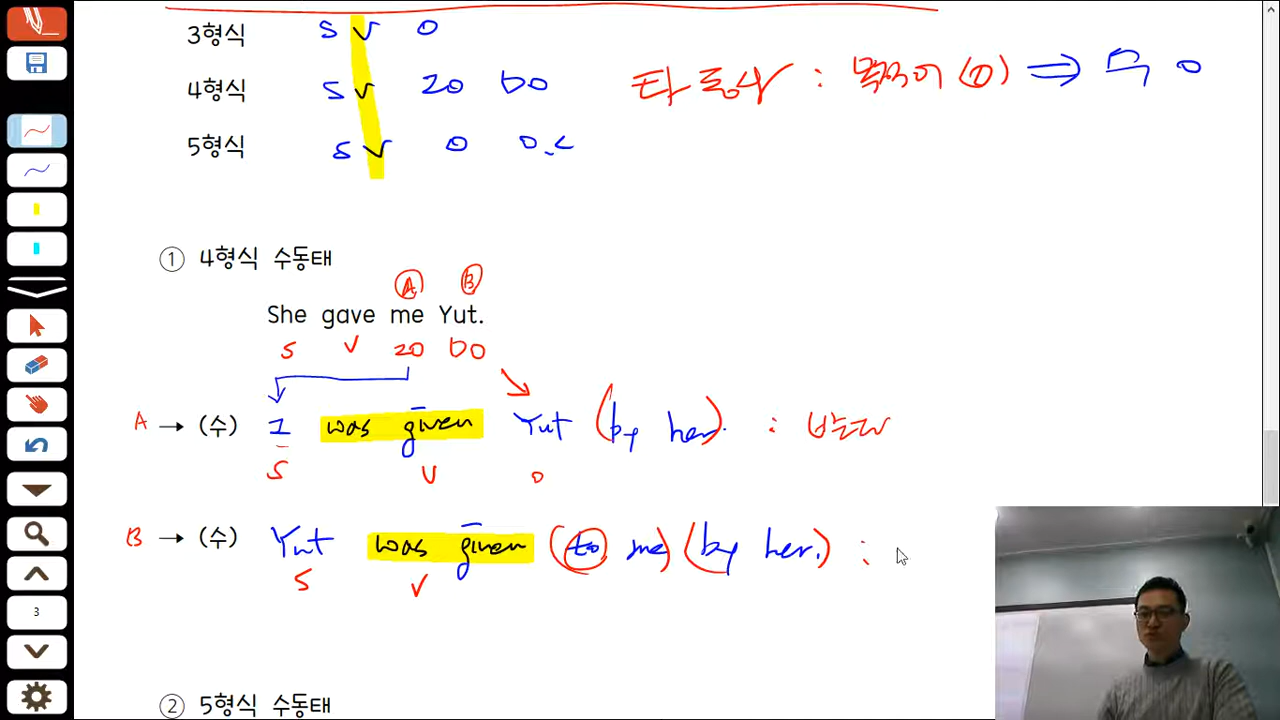 3형식 S V O
4형식 S V IO DO
타동사 : 목적어 (O) ⇒ O
5형식 S V O O.C
① 4형식 수동태
Ⓐ Ⓑ
She gave me Yut.
S V IO DO
A → (수) I was given Yut (by her). : 받는다
S V O
B → (수) Yut was given (to me) (by her.) :
S V
3
② 5형식 수동태